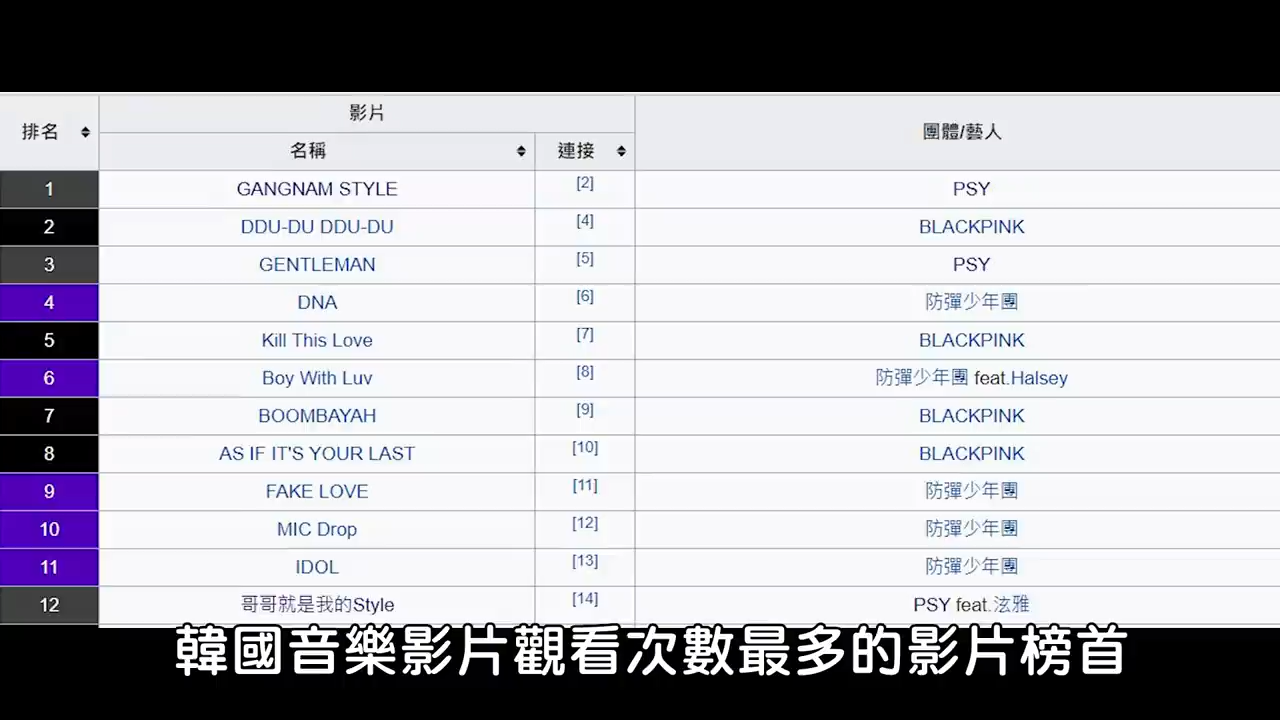 排名 影片 團體/藝人
名稱 連接
1 GANGNAM STYLE [2] PSY
2 DDU-DU DDU-DU [4] BLACKPINK
3 GENTLEMAN [5] PSY
4 DNA [6] 防彈少年團
5 Kill This Love [7] BLACKPINK
6 Boy With Luv [8] 防彈少年團 feat.Halsey
7 BOOMBAYAH [9] BLACKPINK
8 AS IF IT'S YOUR LAST [10] BLACKPINK
9 FAKE LOVE [11] 防彈少年團
10 MIC Drop [12] 防彈少年團
11 IDOL [13] 防彈少年團
12 哥哥就是我的Style [14] PSY feat.泫雅
韓國音樂影片觀看次數最多的影片榜首